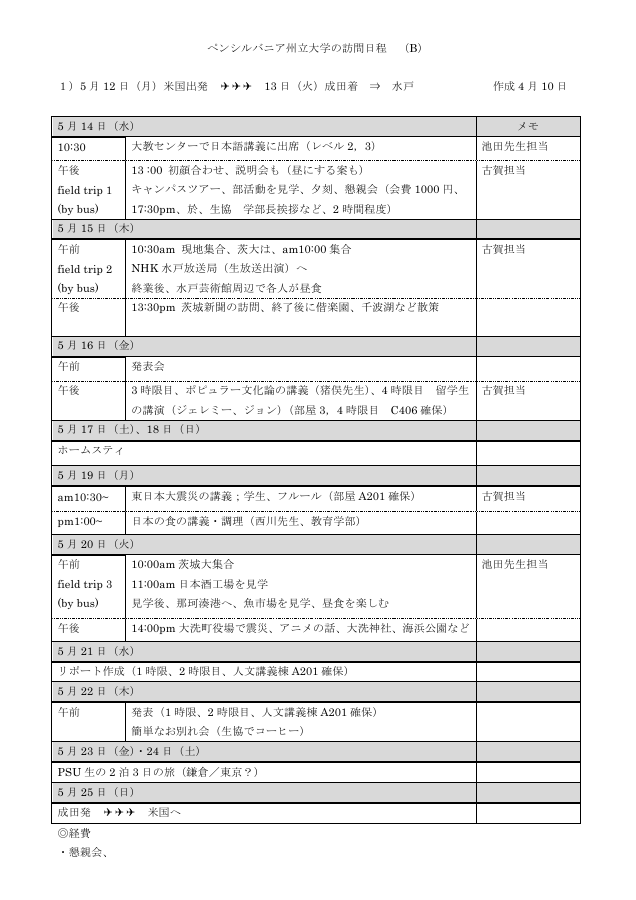 ペンシルバニア州立大学の訪問日程　（B）
1）5月12日（月）米国出発　✈✈✈　13日（火）成田着　⇒　水戸　作成4月10日
5月14日（水）　メモ
10:30　大教センターで日本語講義に出席（レベル2，3）　池田先生担当
午後　13:00 初顔合わせ、説明会も（昼にする案も）　古賀担当
field trip 1　キャンパスツアー、部活動を見学、夕刻、懇親会（会費1000円、
(by bus)　17:30pm、於、生協　学部長挨拶など、2時間程度）
5月15日（木）
午前　10:30am 現地集合、茨大は、am10:00集合　古賀担当
field trip 2　NHK水戸放送局（生放送出演）へ
(by bus)　終業後、水戸芸術館周辺で各人が昼食
午後　13:30pm 茨城新聞の訪問、終了後に偕楽園、千波湖など散策
5月16日（金）
午前　発表会
午後　3時限目、ポピュラー文化論の講義（猪俣先生）、4時限目　留学生　古賀担当
の講演（ジェレミー、ジョン）（部屋3，4時限目　C406確保）
5月17日（土）、18日（日）
ホームスティ
5月19日（月）
am10:30~　東日本大震災の講義；学生、フルール（部屋A201確保）　古賀担当
pm1:00~　日本の食の講義・調理（西川先生、教育学部）
5月20日（火）
午前　10:00am 茨城大集合　池田先生担当
field trip 3　11:00am 日本酒工場を見学
(by bus)　見学後、那珂湊港へ、魚市場を見学、昼食を楽しむ
午後　14:00pm 大洗町役場で震災、アニメの話、大洗神社、海浜公園など
5月21日（水）
リポート作成（1時限、2時限目、人文講義棟A201確保）
5月22日（木）
午前　発表（1時限、2時限目、人文講義棟A201確保）
簡単なお別れ会（生協でコーヒー）
5月23日（金）・24日（土）
PSU生の2泊3日の旅（鎌倉／東京？）
5月25日（日）
成田発　✈✈✈　米国へ
◎経費
・懇親会、